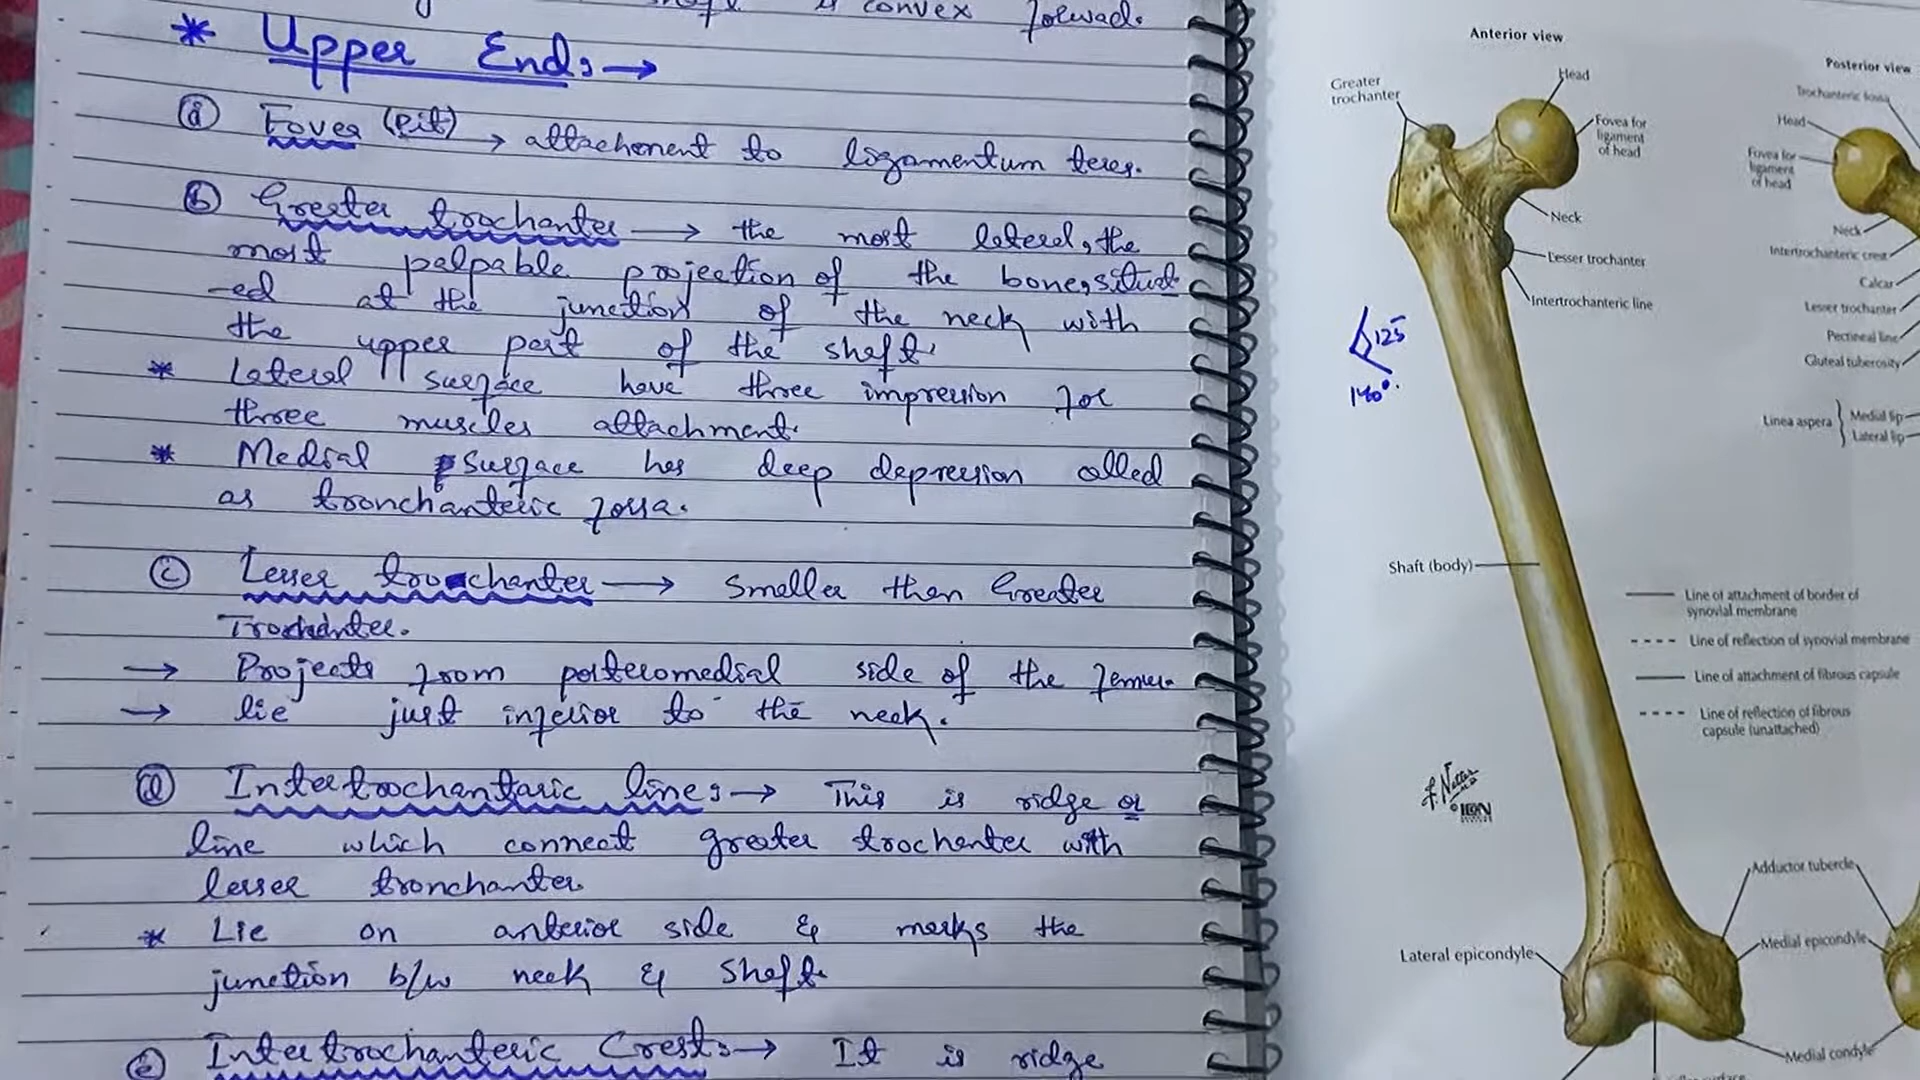 is convex forward.
* Upper End:→
ⓐ Fovea (Pit) → attachment to ligamentum teres.
ⓑ Greater trochanter → the most lateral, the
most palpable projection of the bone, situat
-ed at the junction of the neck with
the upper part of the shaft.
* Lateral surface have three impression for
three muscles attachment.
* Medial surface has deep depression called
as tronchanteric fossa.
ⓒ Lesser trochanter → Smaller then Greater
Trochanter.
→ Projects from posteromedial side of the femur.
→ lie just inferior to the neck.
ⓓ Intertrochantaric line:→ This is ridge or
line which connect greater trochanter with
lesser tronchanter.
* Lie on anterior side & marks the
junction b/w neck & shaft.
ⓔ Intertrochanteric Crest:→ It is ridge
Anterior view
Greater
trochanter
Head
Fovea for
ligament
of head
Neck
Lesser trochanter
Intertrochanteric line
125
140°.
Shaft (body)
Posterior view
Trochanteric fossa
Head
Fovea for
ligament
of head
Neck
Intertrochanteric crest
Calcar
Lesser trochanter
Pectineal line
Gluteal tuberosity
Linea aspera
Medial lip
Lateral lip
Line of attachment of border of
synovial membrane
Line of reflection of synovial membrane
Line of attachment of fibrous capsule
Line of reflection of fibrous
capsule (unattached)
F. Netter
Adductor tubercle
Lateral epicondyle
Medial epicondyle
Medial condyle